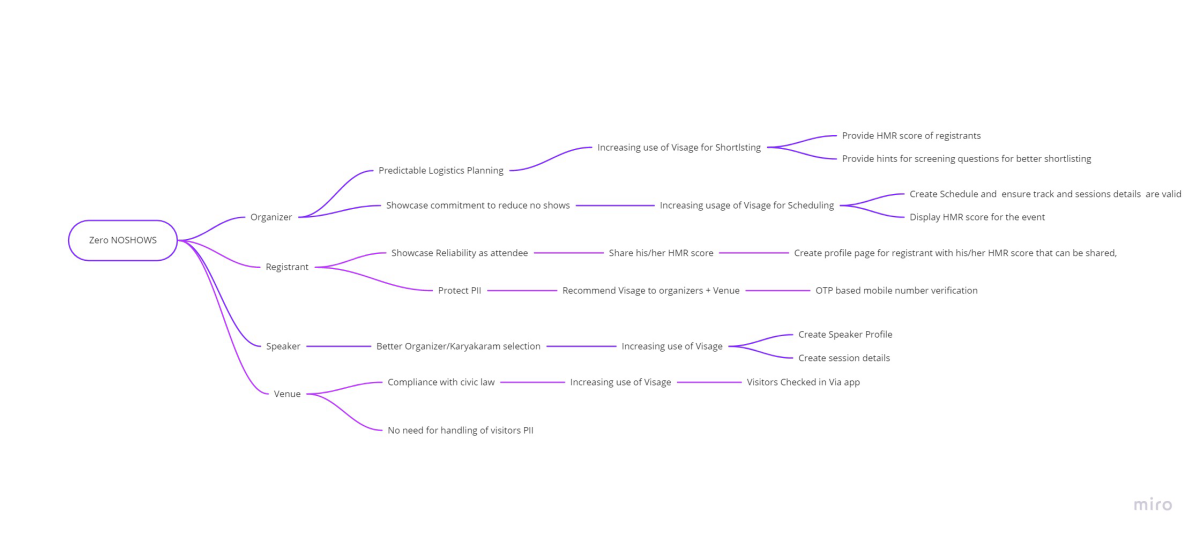 Zero NOSHOWS
Organizer
Predictable Logistics Planning
Increasing use of Visage for Shortlsting
Provide HMR score of registrants
Provide hints for screening questions for better shortlisting
Showcase commitment to reduce no shows
Increasing usage of Visage for Scheduling
Create Schedule and  ensure track and sessions details  are valid
Display HMR score for the event
Registrant
Showcase Reliability as attendee
Share his/her HMR score
Create profile page for registrant with his/her HMR score that can be shared,
Protect PII
Recommend Visage to organizers + Venue
OTP based mobile number verification
Speaker
Better Organizer/Karyakaram selection
Increasing use of Visage
Create Speaker Profile
Create session details
Venue
Compliance with civic law
Increasing use of Visage
Visitors Checked in Via app
No need for handling of visitors PII
miro